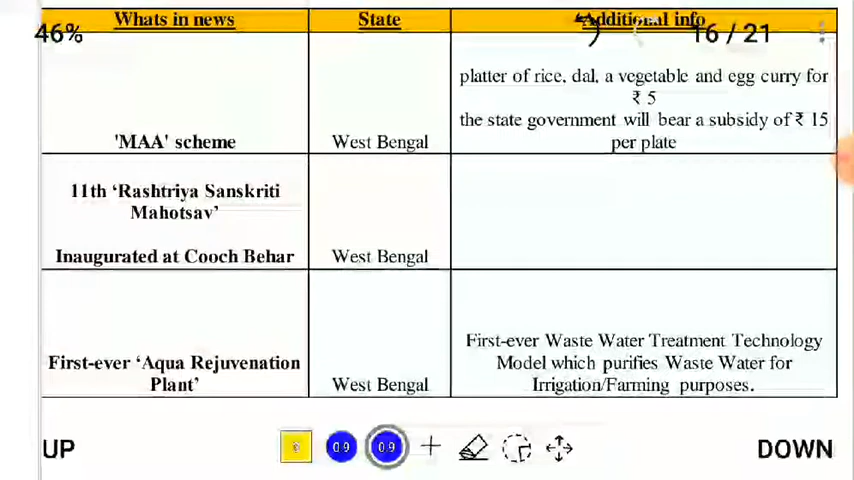 Whats in news State Additional info
46% 16 / 21
platter of rice, dal, a vegetable and egg curry for
₹ 5
the state government will bear a subsidy of ₹ 15
'MAA' scheme West Bengal per plate
11th ‘Rashtriya Sanskriti
Mahotsav’
Inaugurated at Cooch Behar West Bengal
First-ever Waste Water Treatment Technology
First-ever ‘Aqua Rejuvenation Model which purifies Waste Water for
Plant’ West Bengal Irrigation/Farming purposes.
UP 0.9 0.9 DOWN